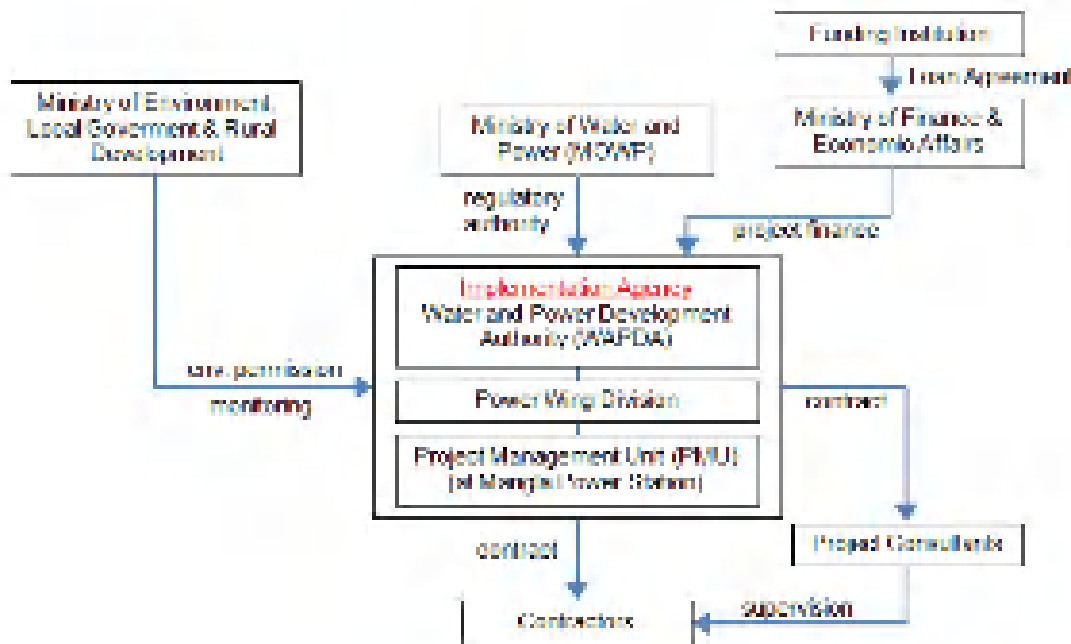 Funding Institution
Loan Agreement
Ministry of Environment,
Local Goverment & Rural
Development
Ministry of Water and
Power (MOWP)
Ministry of Finance &
Economic Affairs
regulatory
authority
project finance
Implementation Agency
Water and Power Development
Authority (WAPDA)
env. permission
monitoring
Power Wing Division
contract
Project Management Unit (PMU)
(at Mangla Power Station)
contract
Project Consultants
supervision
Contractors